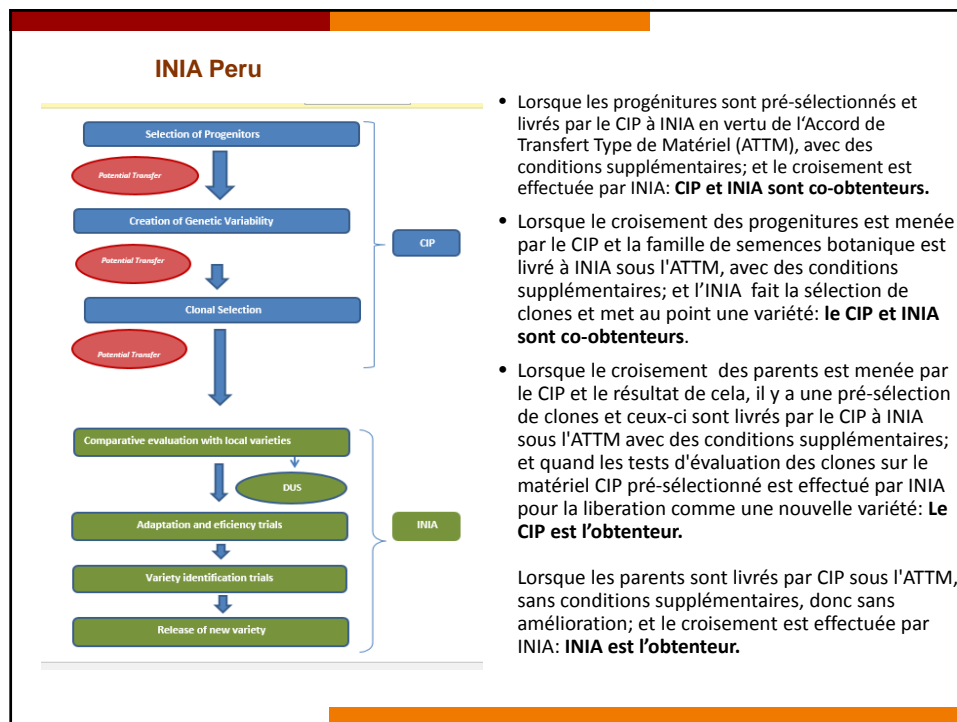 INIA Peru
Selection of Progenitors
Potential Transfer
Creation of Genetic Variability
CIP
Potential Transfer
Clonal Selection
Potential Transfer
Comparative evaluation with local varieties
DUS
Adaptation and eficiency trials
INIA
Variety identification trials
Release of new variety
• Lorsque les progénitures sont pré-sélectionnés et
livrés par le CIP à INIA en vertu de l‘Accord de
Transfert Type de Matériel (ATTM), avec des
conditions supplémentaires; et le croisement est
effectuée par INIA: CIP et INIA sont co-obtenteurs.
• Lorsque le croisement des progenitures est menée
par le CIP et la famille de semences botanique est
livré à INIA sous l'ATTM, avec des conditions
supplémentaires; et l’INIA fait la sélection de
clones et met au point une variété: le CIP et INIA
sont co-obtenteurs.
• Lorsque le croisement des parents est menée par
le CIP et le résultat de cela, il y a une pré-sélection
de clones et ceux-ci sont livrés par le CIP à INIA
sous l'ATTM avec des conditions supplémentaires;
et quand les tests d'évaluation des clones sur le
matériel CIP pré-sélectionné est effectué par INIA
pour la liberation comme une nouvelle variété: Le
CIP est l’obtenteur.
Lorsque les parents sont livrés par CIP sous l'ATTM,
sans conditions supplémentaires, donc sans
amélioration; et le croisement est effectuée par
INIA: INIA est l’obtenteur.